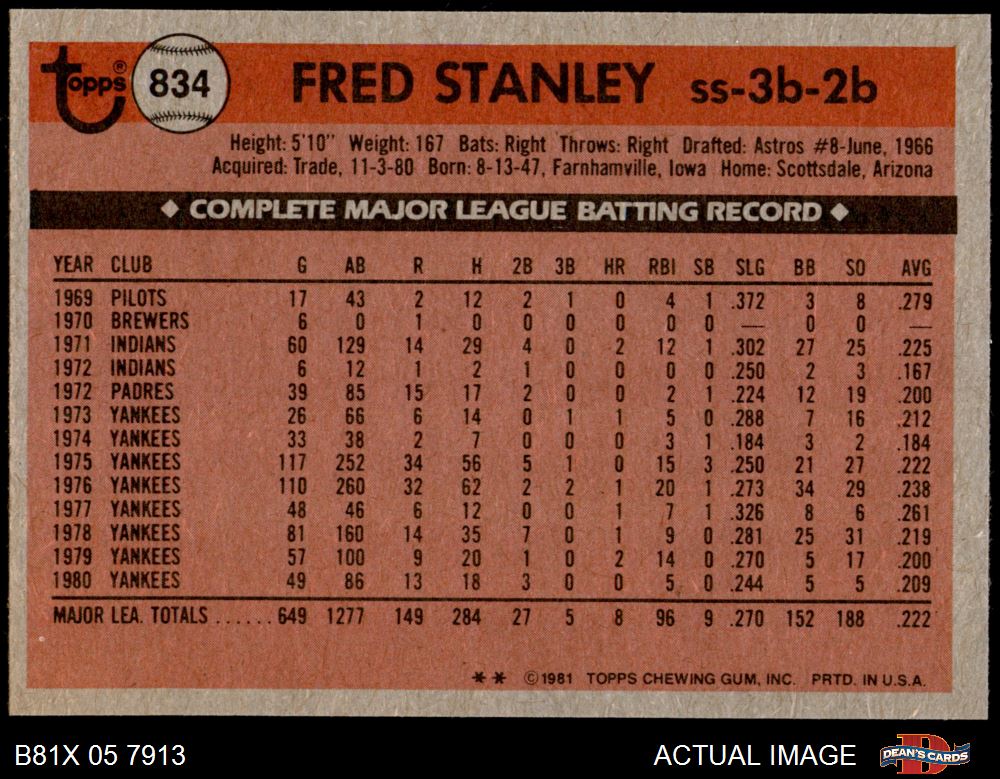 Topps® 834 FRED STANLEY ss-3b-2b
Height: 5'10" Weight: 167 Bats: Right Throws: Right Drafted: Astros #8-June, 1966
Acquired: Trade, 11-3-80 Born: 8-13-47, Farnhamville, Iowa Home: Scottsdale, Arizona
◆ COMPLETE MAJOR LEAGUE BATTING RECORD ◆
YEAR CLUB G AB R H 2B 3B HR RBI SB SLG BB SO AVG
1969 PILOTS 17 43 2 12 2 1 0 4 1 .372 3 8 .279
1970 BREWERS 6 0 1 0 0 0 0 0 0 — 0 0 —
1971 INDIANS 60 129 14 29 4 0 2 12 1 .302 27 25 .225
1972 INDIANS 6 12 1 2 1 0 0 0 0 .250 2 3 .167
1972 PADRES 39 85 15 17 2 0 0 2 1 .224 12 19 .200
1973 YANKEES 26 66 6 14 0 1 1 5 0 .288 7 16 .212
1974 YANKEES 33 38 2 7 0 0 0 3 1 .184 3 2 .184
1975 YANKEES 117 252 34 56 5 1 0 15 3 .250 21 27 .222
1976 YANKEES 110 260 32 62 2 2 1 20 1 .273 34 29 .238
1977 YANKEES 48 46 6 12 0 0 1 7 1 .326 8 6 .261
1978 YANKEES 81 160 14 35 7 0 1 9 0 .281 25 31 .219
1979 YANKEES 57 100 9 20 1 0 2 14 0 .270 5 17 .200
1980 YANKEES 49 86 13 18 3 0 0 5 0 .244 5 5 .209
MAJOR LEA. TOTALS ...... 649 1277 149 284 27 5 8 96 9 .270 152 188 .222
** ©1981 TOPPS CHEWING GUM, INC. PRTD. IN U.S.A.
B81X 05 7913 ACTUAL IMAGE DEAN'S CARDS